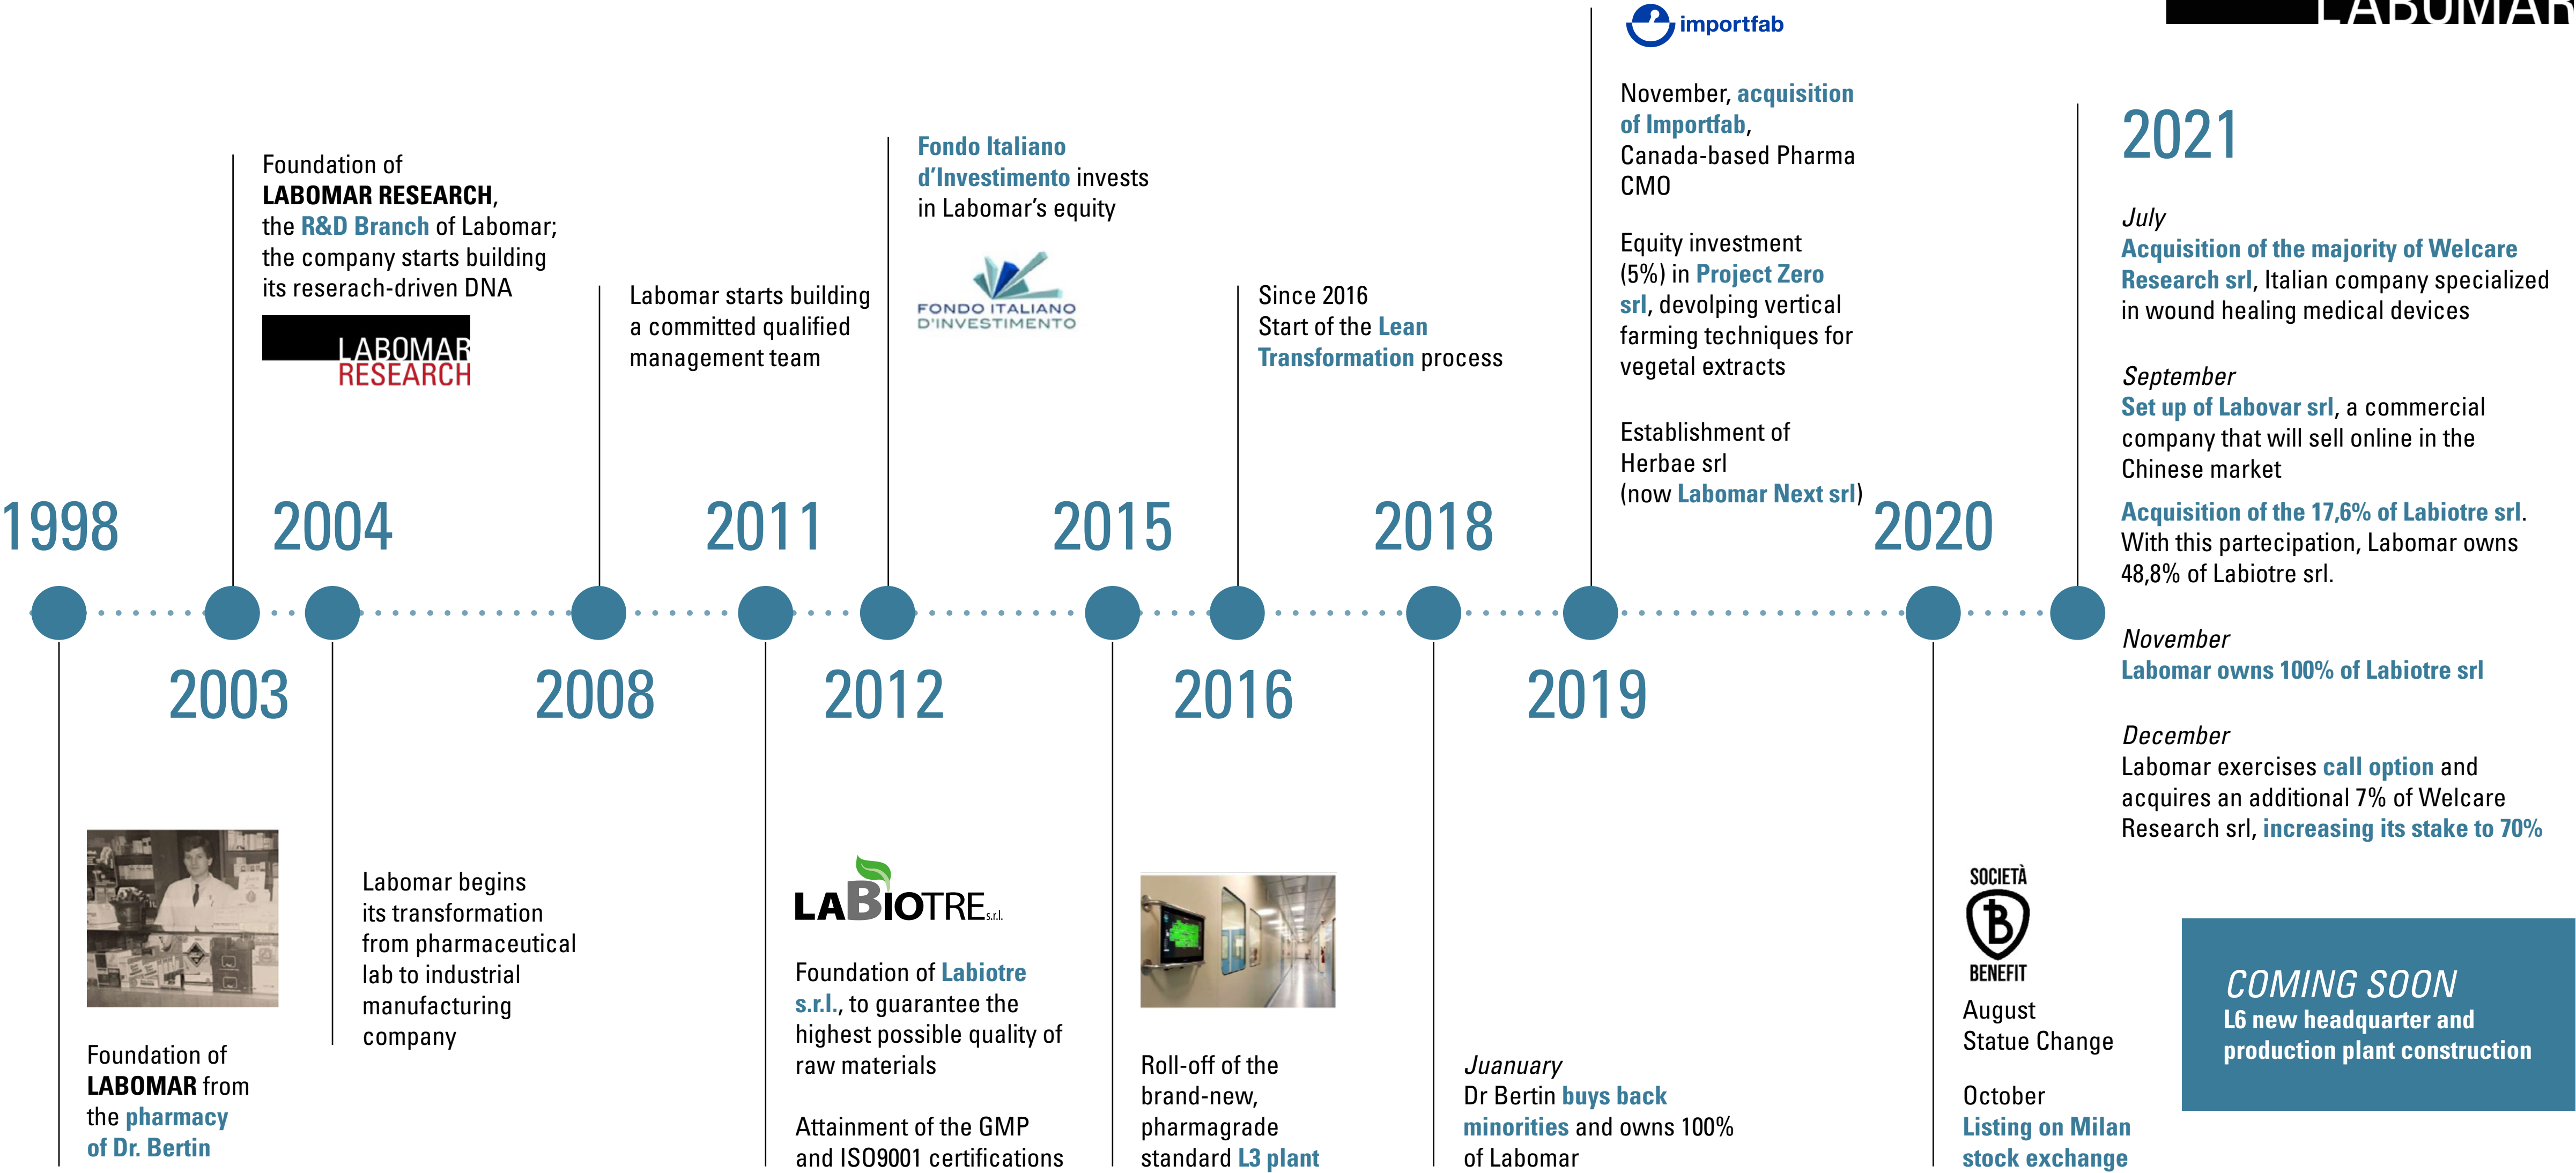 LABOMAR
importfab
November, acquisition
of Importfab,
Canada-based Pharma
CMO
Equity investment
(5%) in Project Zero
srl, devolping vertical
farming techniques for
vegetal extracts
Establishment of
Herbae srl
(now Labomar Next srl)
Foundation of
LABOMAR RESEARCH,
the R&D Branch of Labomar;
the company starts building
its reserach-driven DNA
LABOMAR
RESEARCH
Labomar starts building
a committed qualified
management team
Fondo Italiano
d'Investimento invests
in Labomar's equity
FONDO ITALIANO
D'INVESTIMENTO
Since 2016
Start of the Lean
Transformation process
2021
July
Acquisition of the majority of Welcare
Research srl, Italian company specialized
in wound healing medical devices
September
Set up of Labovar srl, a commercial
company that will sell online in the
Chinese market
Acquisition of the 17,6% of Labiotre srl.
With this partecipation, Labomar owns
48,8% of Labiotre srl.
November
Labomar owns 100% of Labiotre srl
December
Labomar exercises call option and
acquires an additional 7% of Welcare
Research srl, increasing its stake to 70%
1998
2004
2011
2015
2018
2020
2003
2008
2012
2016
2019
Foundation of
LABOMAR from
the pharmacy
of Dr. Bertin
Labomar begins
its transformation
from pharmaceutical
lab to industrial
manufacturing
company
LABIOTRE s.r.l.
Foundation of Labiotre
s.r.l., to guarantee the
highest possible quality of
raw materials
Attainment of the GMP
and ISO9001 certifications
Roll-off of the
brand-new,
pharmagrade
standard L3 plant
Juanuary
Dr Bertin buys back
minorities and owns 100%
of Labomar
SOCIETÀ
B
BENEFIT
August
Statue Change
October
Listing on Milan
stock exchange
COMING SOON
L6 new headquarter and
production plant construction